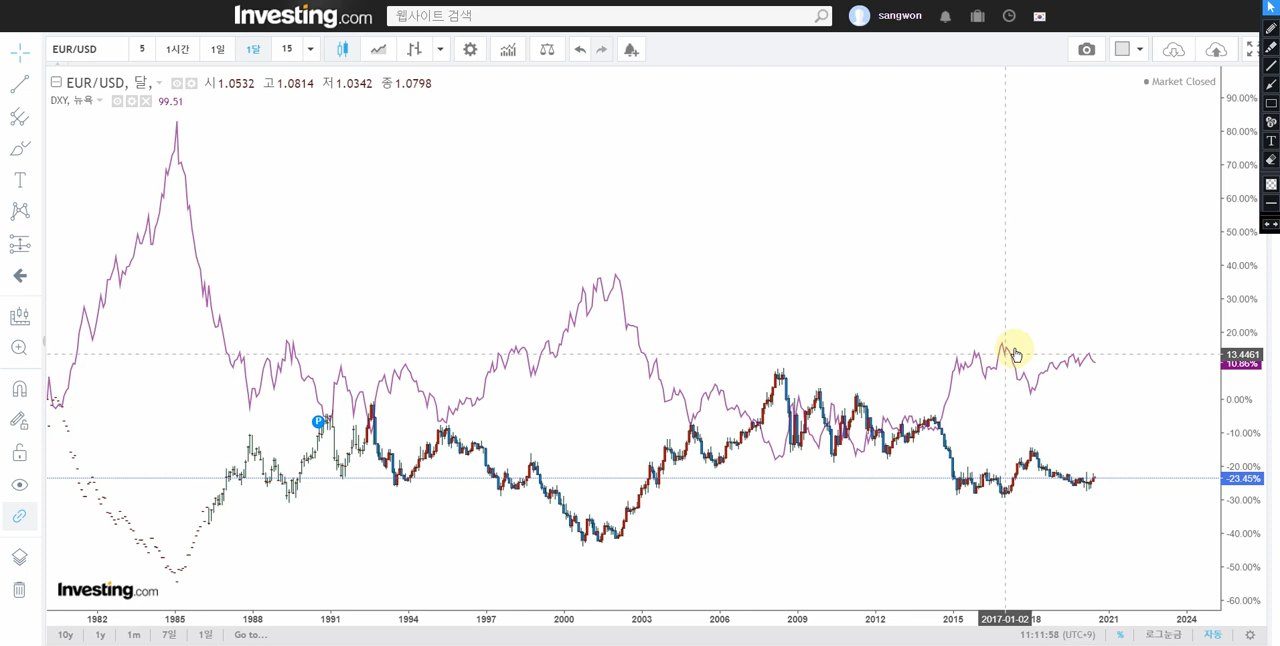 Investing.com
웹사이트 검색
sangwon
EUR/USD 5 1시간 1일 1달 15
EUR/USD, 달, 시1.0532 고1.0814 저1.0342 종1.0798
Market Closed
DXY, 뉴욕 99.51
P
T
T
90.00%
80.00%
70.00%
60.00%
50.00%
40.00%
30.00%
20.00%
13.4461
10.86%
0.00%
-10.00%
-20.00%
-23.45%
-30.00%
-40.00%
-50.00%
-60.00%
Investing.com
1982 1985 1988 1991 1994 1997 2000 2003 2006 2009 2012 2015 2017-01-02 18 2021 2024
10y 1y 1m 7일 1일 Go to... 11:11:58 (UTC+9) % 로그눈금 자동